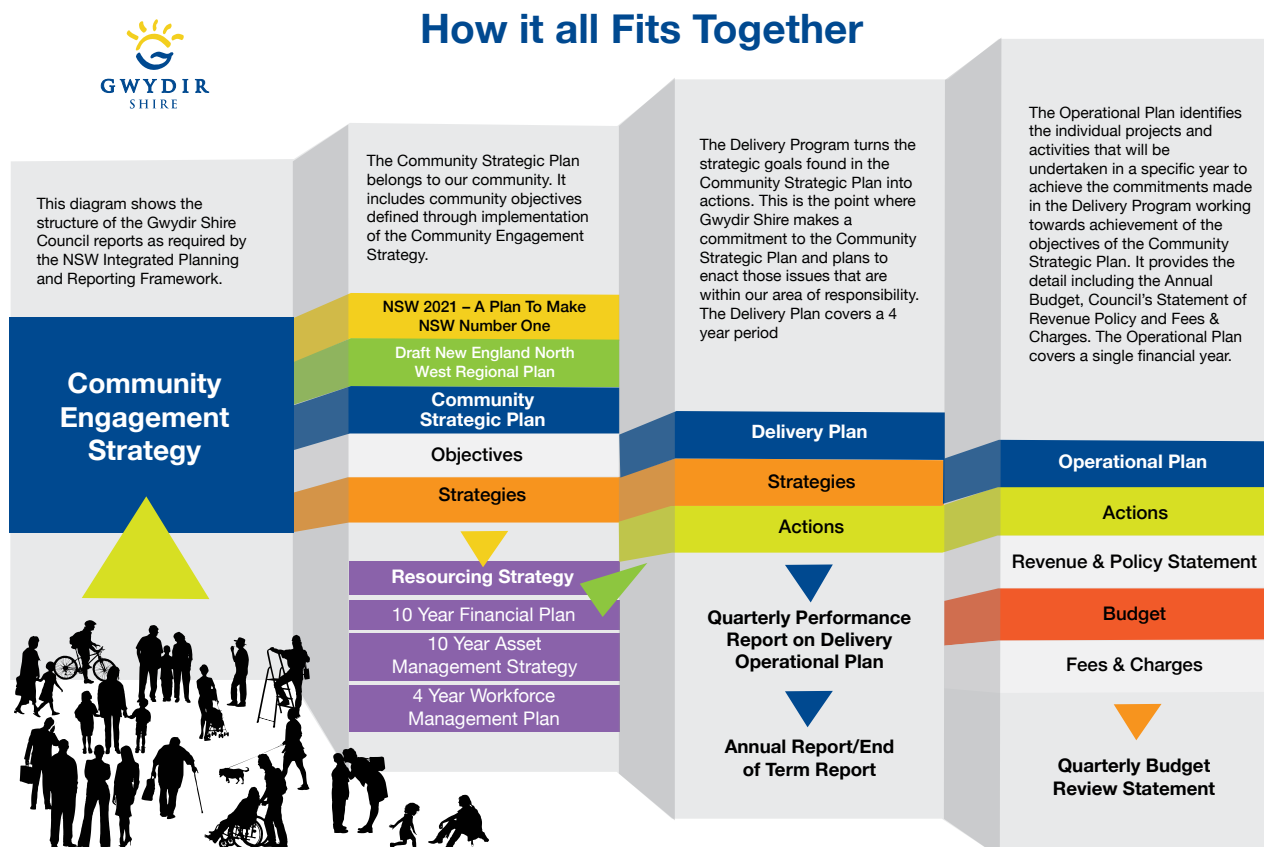 How it all Fits Together
GWYDIR
SHIRE
This diagram shows the
structure of the Gwydir Shire
Council reports as required by
the NSW Integrated Planning
and Reporting Framework.
Community
Engagement
Strategy
The Community Strategic Plan
belongs to our community. It
includes community objectives
defined through implementation
of the Community Engagement
Strategy.
NSW 2021 – A Plan To Make
NSW Number One
Draft New England North
West Regional Plan
Community
Strategic Plan
Objectives
Strategies
Resourcing Strategy
10 Year Financial Plan
10 Year Asset
Management Strategy
4 Year Workforce
Management Plan
The Delivery Program turns the
strategic goals found in the
Community Strategic Plan into
actions. This is the point where
Gwydir Shire makes a
commitment to the Community
Strategic Plan and plans to
enact those issues that are
within our area of responsibility.
The Delivery Plan covers a 4
year period
Delivery Plan
Strategies
Actions
Quarterly Performance
Report on Delivery
Operational Plan
Annual Report/End
of Term Report
The Operational Plan identifies
the individual projects and
activities that will be
undertaken in a specific year to
achieve the commitments made
in the Delivery Program working
towards achievement of the
objectives of the Community
Strategic Plan. It provides the
detail including the Annual
Budget, Council's Statement of
Revenue Policy and Fees &
Charges. The Operational Plan
covers a single financial year.
Operational Plan
Actions
Revenue & Policy Statement
Budget
Fees & Charges
Quarterly Budget
Review Statement